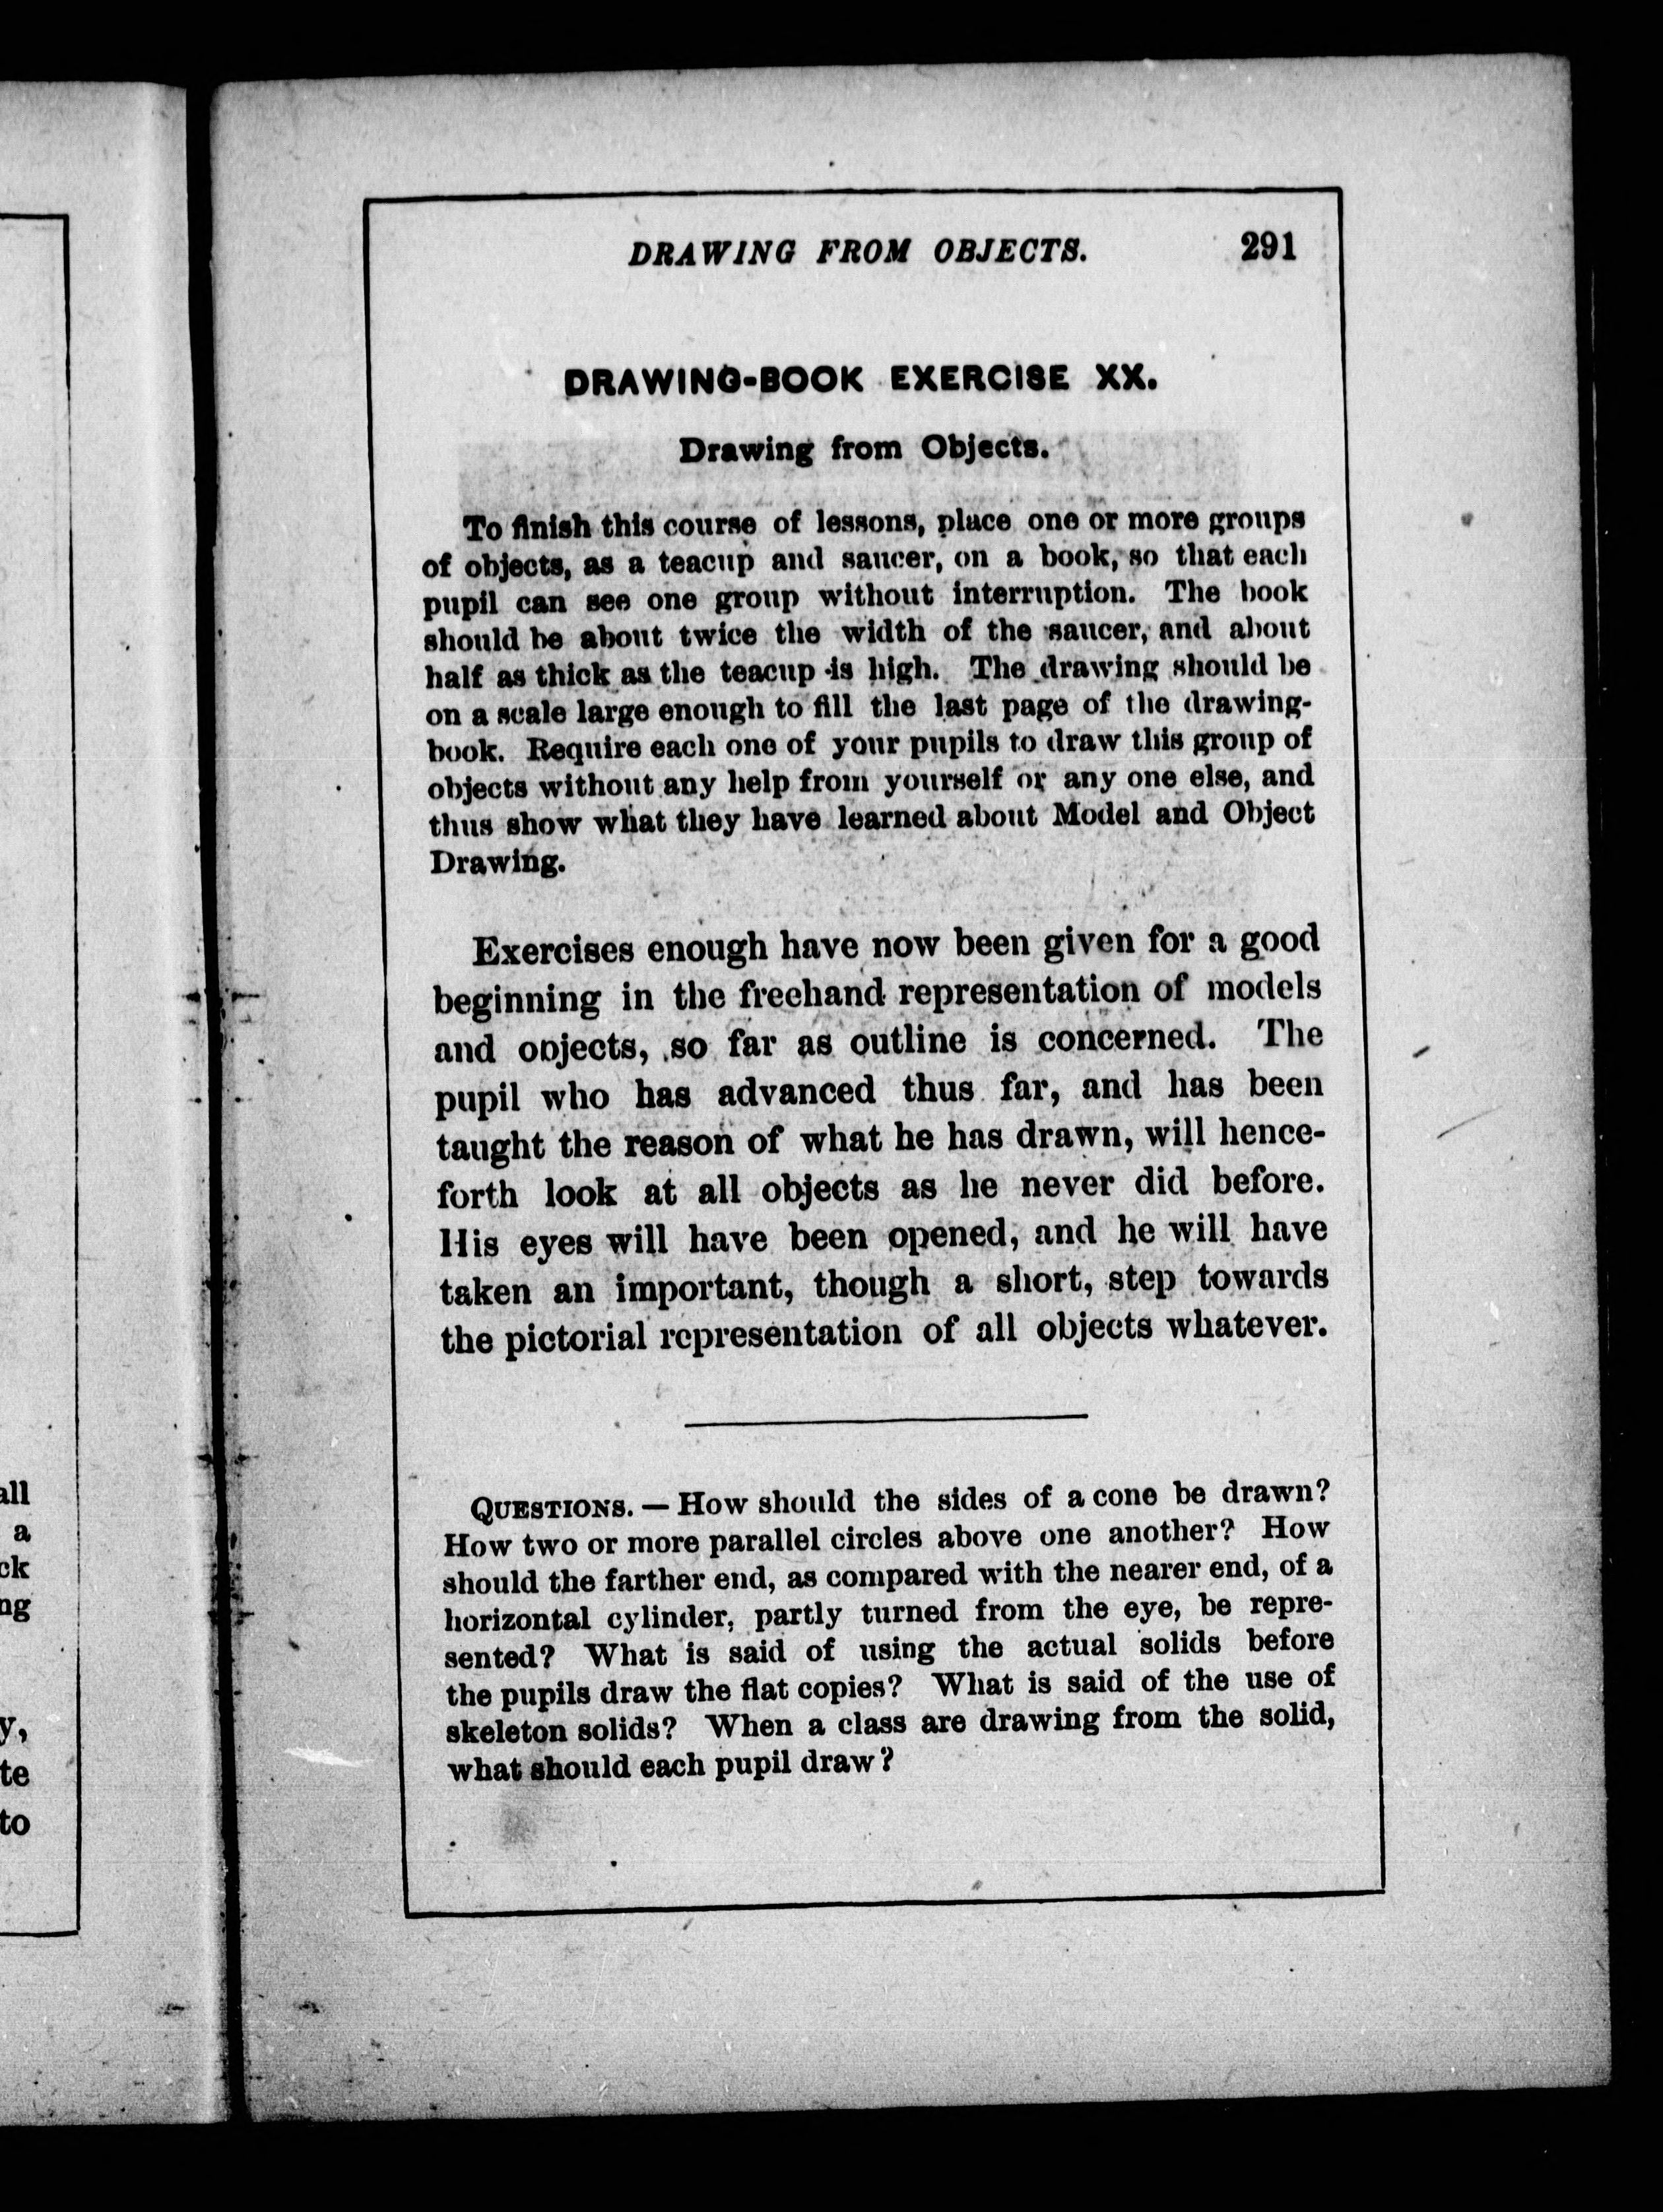 DRAWING FROM OBJECTS. 291
DRAWING-BOOK EXERCISE XX.
Drawing from Objects.
To finish this course of lessons, place one or more groups
of objects, as a teacup and saucer, on a book, so that each
pupil can see one group without interruption. The book
should be about twice the width of the saucer, and about
half as thick as the teacup is high. The drawing should be
on a scale large enough to fill the last page of the drawing-
book. Require each one of your pupils to draw this group of
objects without any help from yourself or any one else, and
thus show what they have learned about Model and Object
Drawing.
Exercises enough have now been given for a good
beginning in the freehand representation of models
and objects, so far as outline is concerned. The
pupil who has advanced thus far, and has been
taught the reason of what he has drawn, will hence-
forth look at all objects as he never did before.
His eyes will have been opened, and he will have
taken an important, though a short, step towards
the pictorial representation of all objects whatever.
QUESTIONS. — How should the sides of a cone be drawn?
How two or more parallel circles above one another? How
should the farther end, as compared with the nearer end, of a
horizontal cylinder, partly turned from the eye, be repre-
sented? What is said of using the actual solids before
the pupils draw the flat copies? What is said of the use of
skeleton solids? When a class are drawing from the solid,
what should each pupil draw?
all
a
ck
ng
y,
te
to